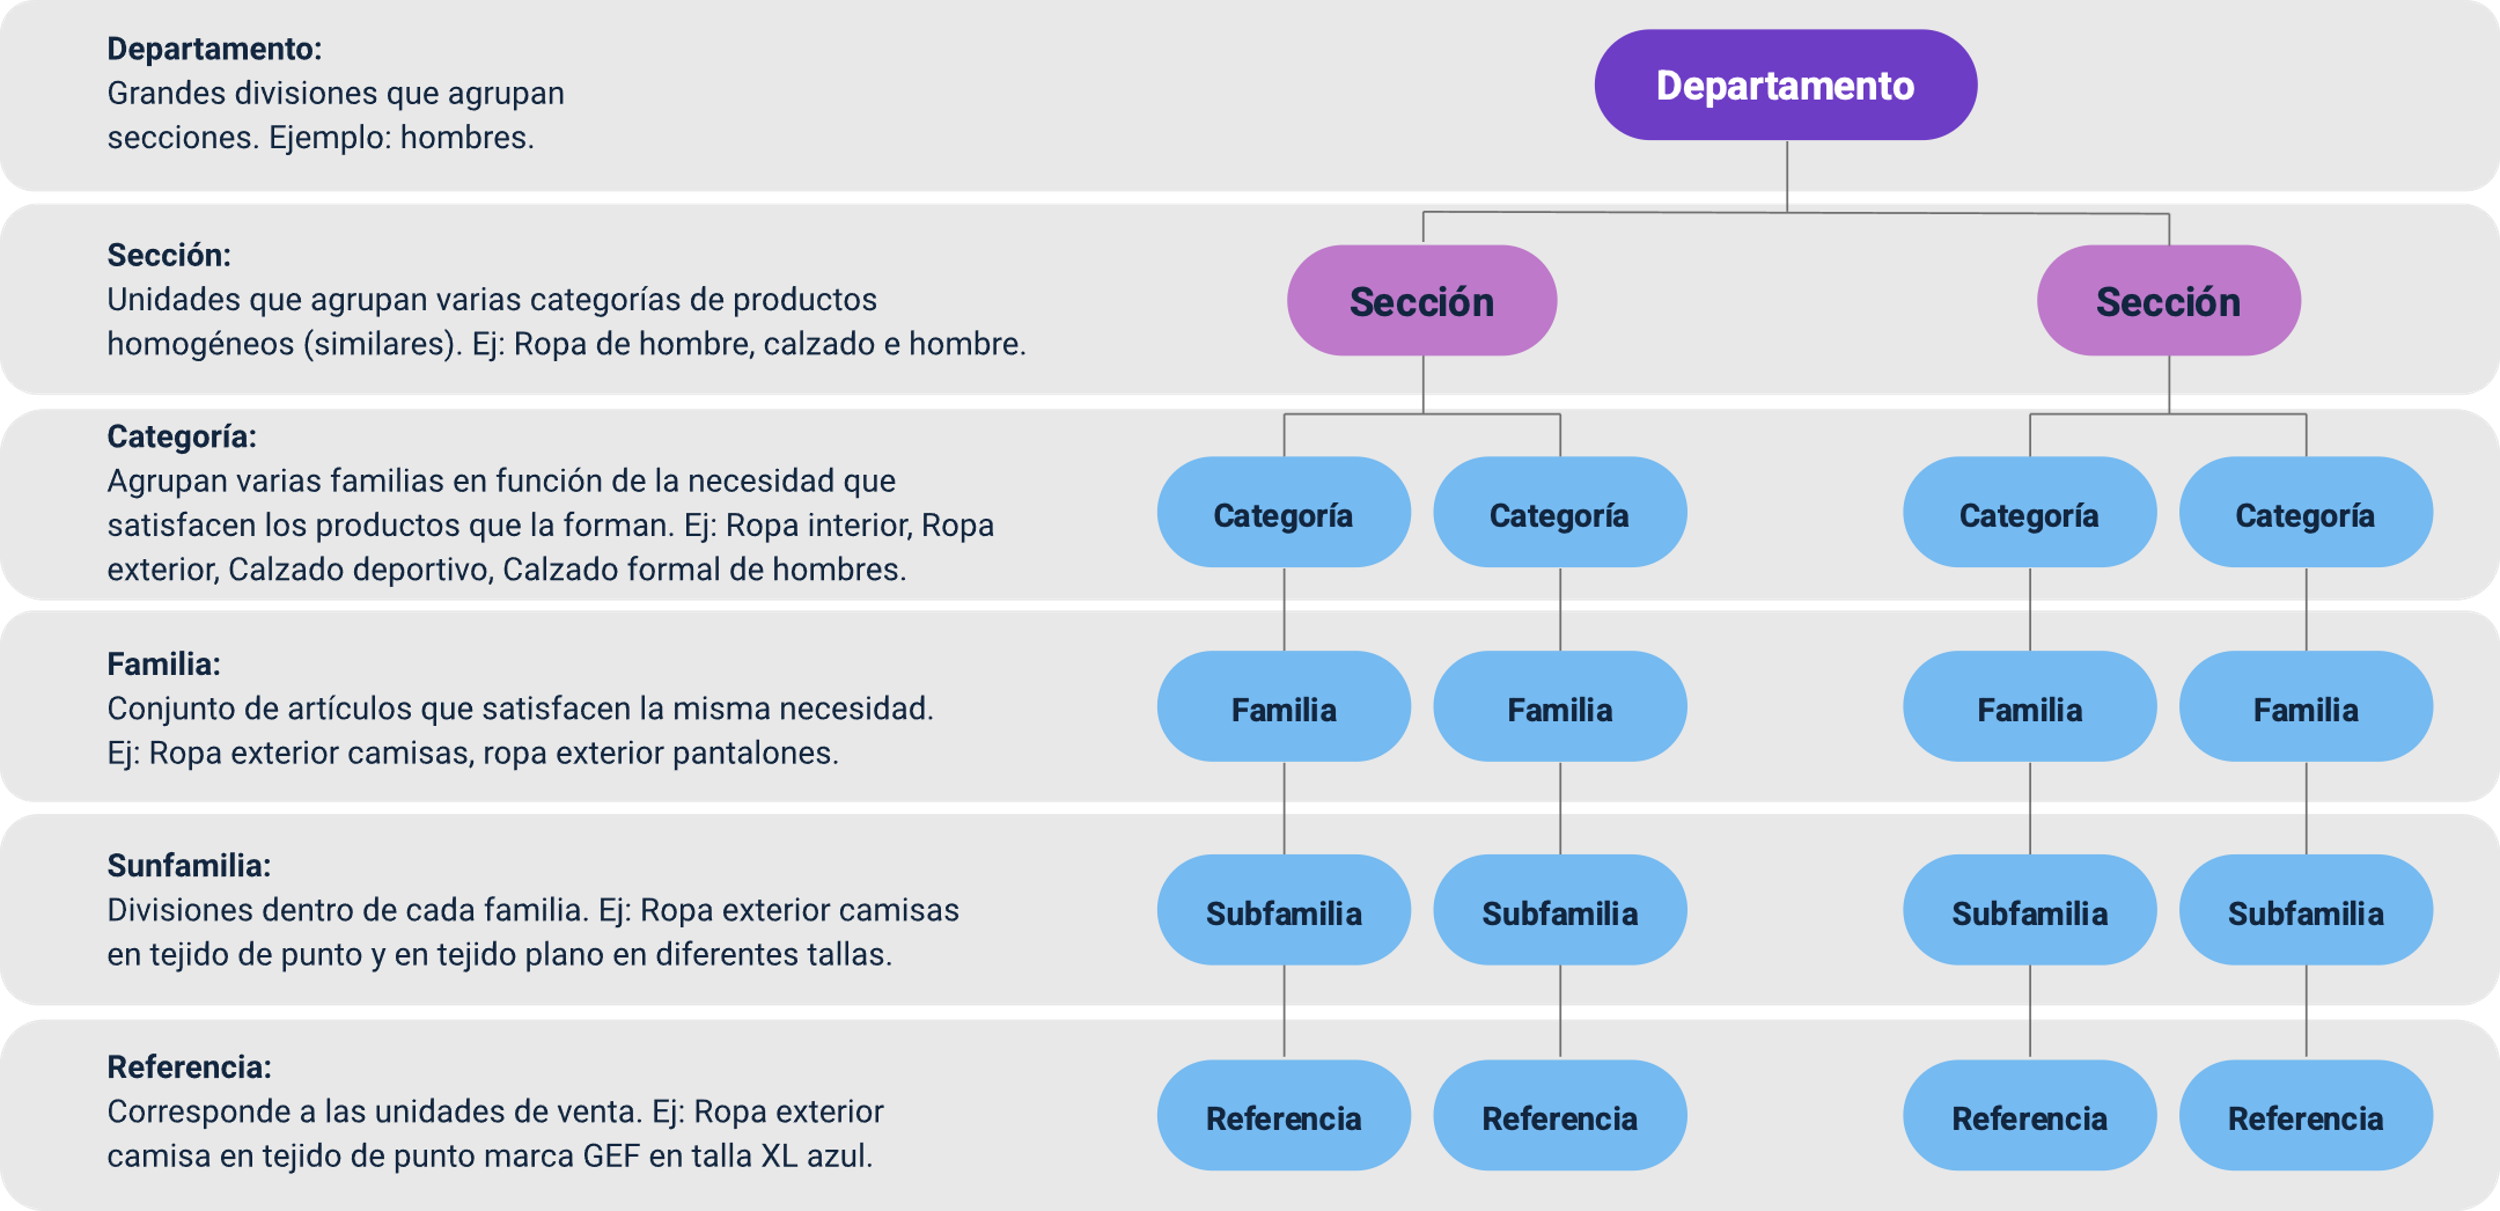 Departamento:
Grandes divisiones que agrupan
secciones. Ejemplo: hombres.
Departamento
Sección:
Unidades que agrupan varias categorías de productos
homogéneos (similares). Ej: Ropa de hombre, calzado e hombre.
Sección
Sección
Categoría:
Agrupan varias familias en función de la necesidad que
satisfacen los productos que la forman. Ej: Ropa interior, Ropa
exterior, Calzado deportivo, Calzado formal de hombres.
Categoría
Categoría
Categoría
Categoría
Familia:
Conjunto de artículos que satisfacen la misma necesidad.
Ej: Ropa exterior camisas, ropa exterior pantalones.
Familia
Familia
Familia
Familia
Sunfamilia:
Divisiones dentro de cada familia. Ej: Ropa exterior camisas
en tejido de punto y en tejido plano en diferentes tallas.
Subfamilia
Subfamilia
Subfamilia
Subfamilia
Referencia:
Corresponde a las unidades de venta. Ej: Ropa exterior
camisa en tejido de punto marca GEF en talla XL azul.
Referencia
Referencia
Referencia
Referencia